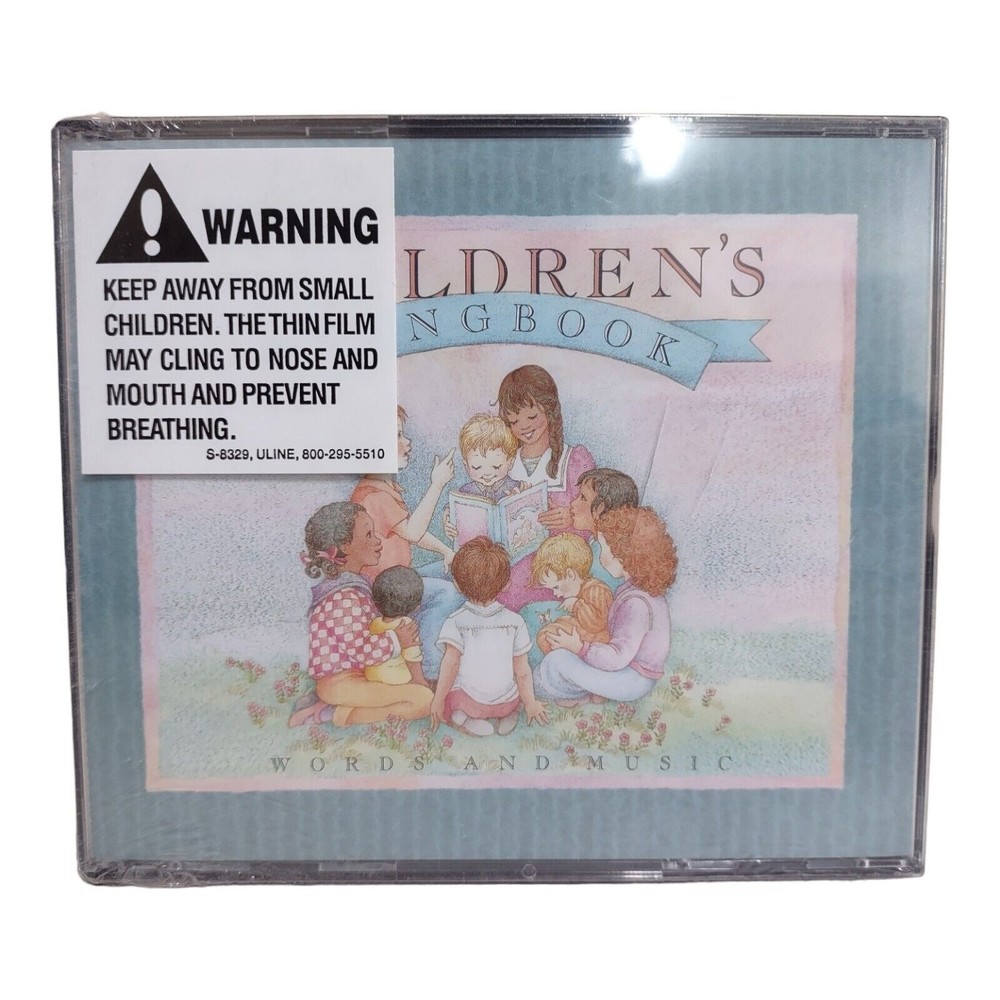 WARNING
KEEP AWAY FROM SMALL
CHILDREN. THE THIN FILM
MAY CLING TO NOSE AND
MOUTH AND PREVENT
BREATHING.
S-8329, ULINE, 800-295-5510
LDREN'S
NGBOOK
WORDS AND MUSIC